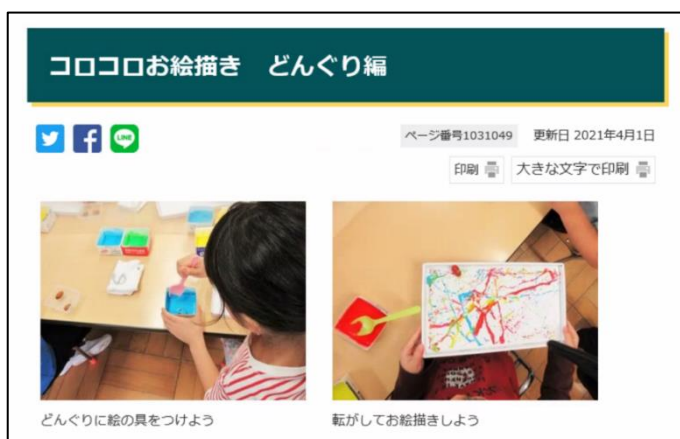 コロコロお絵描き　どんぐり編
LINE
ページ番号1031049　更新日 2021年4月1日
印刷　大きな文字で印刷
どんぐりに絵の具をつけよう
転がしてお絵描きしよう